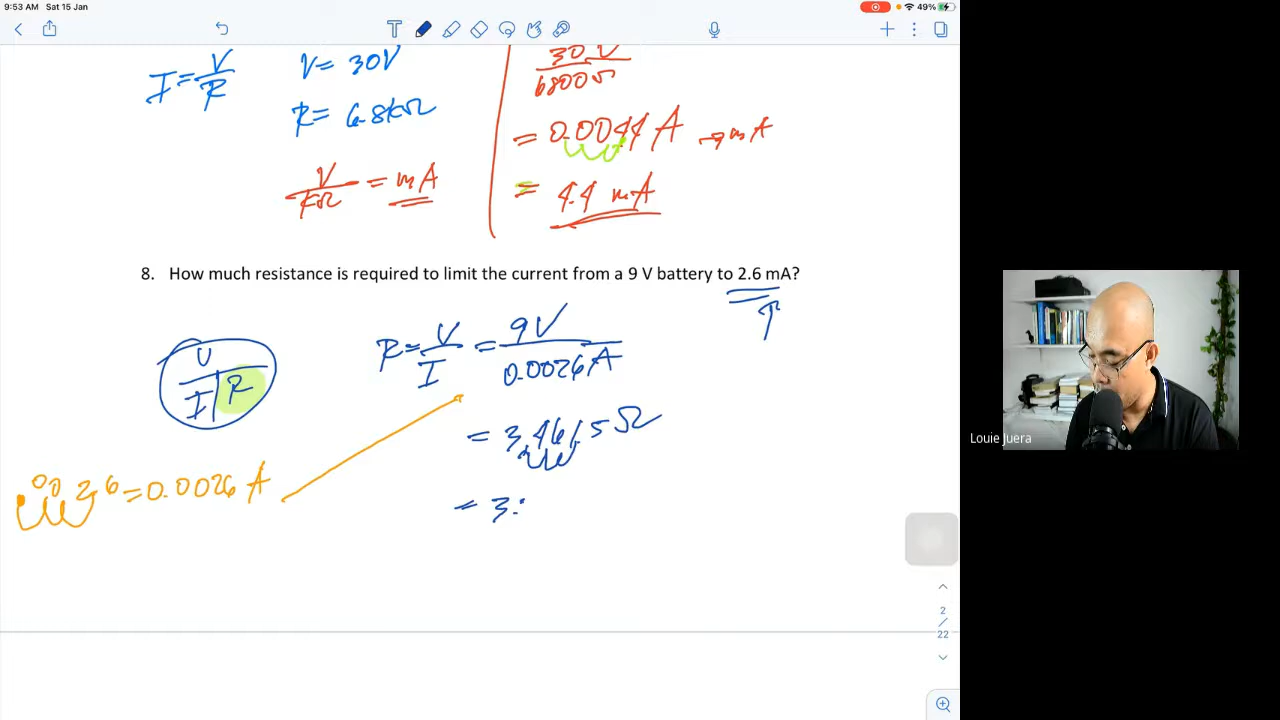 9:53 AM Sat 15 Jan
49%
I = V/R
V = 30V
R = 6.8kΩ
V/kΩ = mA
30 V/6800Ω
= 0.0044 A → mA
= 4.4 mA
8. How much resistance is required to limit the current from a 9 V battery to 2.6 mA?
V
I R
R = V/I = 9V/0.0026A
= 3,461.5 Ω
= 3.
00 2.6 = 0.0026 A
Louie Juera
2
/
22